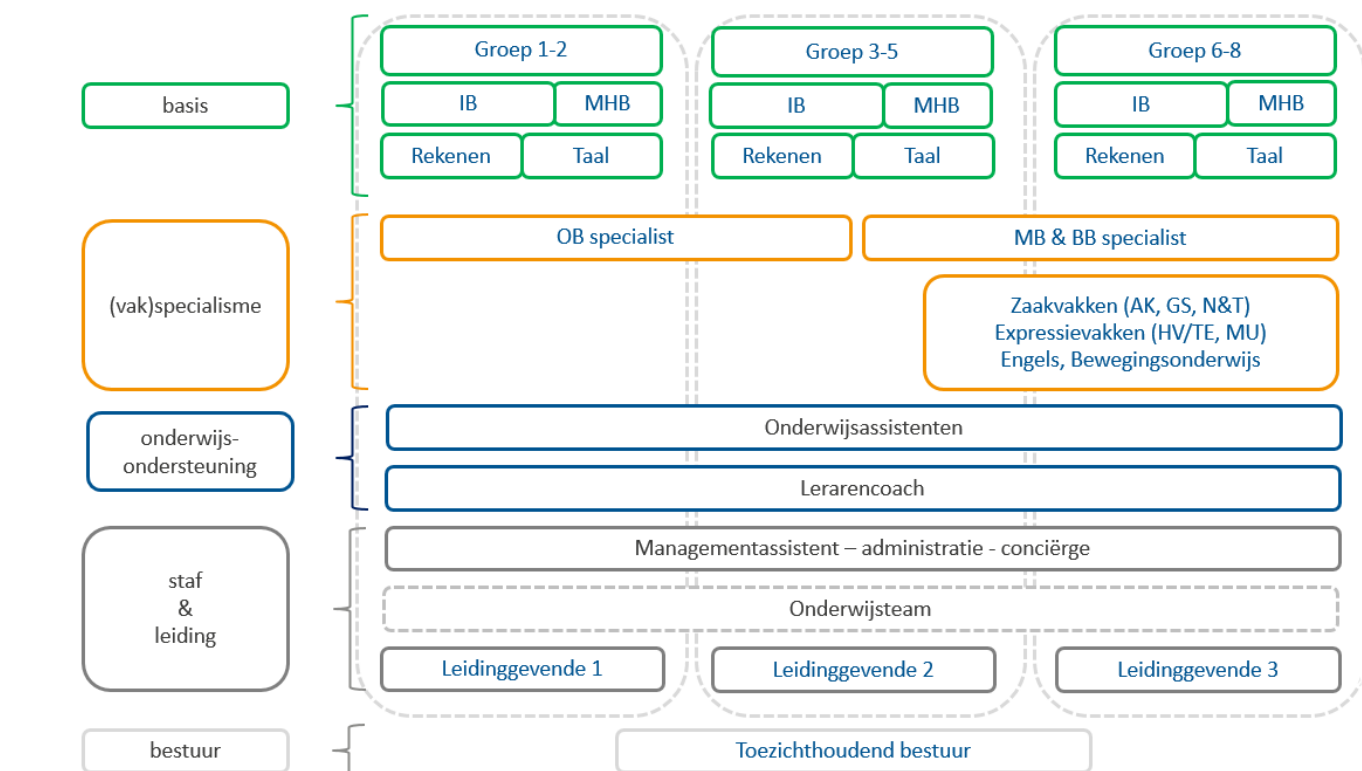 Groep 1-2
Groep 3-5
Groep 6-8
basis
IB
MHB
IB
MHB
IB
MHB
Rekenen
Taal
Rekenen
Taal
Rekenen
Taal
(vak)specialisme
OB specialist
MB & BB specialist
Zaakvakken (AK, GS, N&T)
Expressievakken (HV/TE, MU)
Engels, Bewegingsonderwijs
onderwijs-
ondersteuning
Onderwijsassistenten
Lerarencoach
staf
&
leiding
Managementassistent – administratie - conciërge
Onderwijsteam
Leidinggevende 1
Leidinggevende 2
Leidinggevende 3
bestuur
Toezichthoudend bestuur